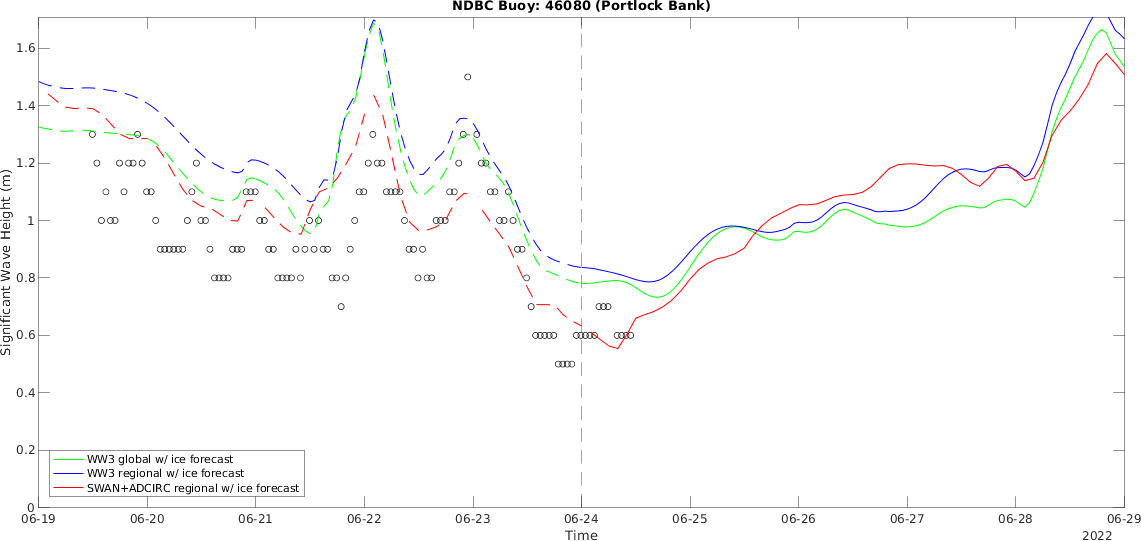 NDBC Buoy: 46080 (Portlock Bank)
Significant Wave Height (m)
1.6
1.4
1.2
1
0.8
0.6
0.4
0.2
0
WW3 global w/ ice forecast
WW3 regional w/ ice forecast
SWAN+ADCIRC regional w/ ice forecast
06-19 06-20 06-21 06-22 06-23 06-24 06-25 06-26 06-27 06-28 06-29
Time
2022